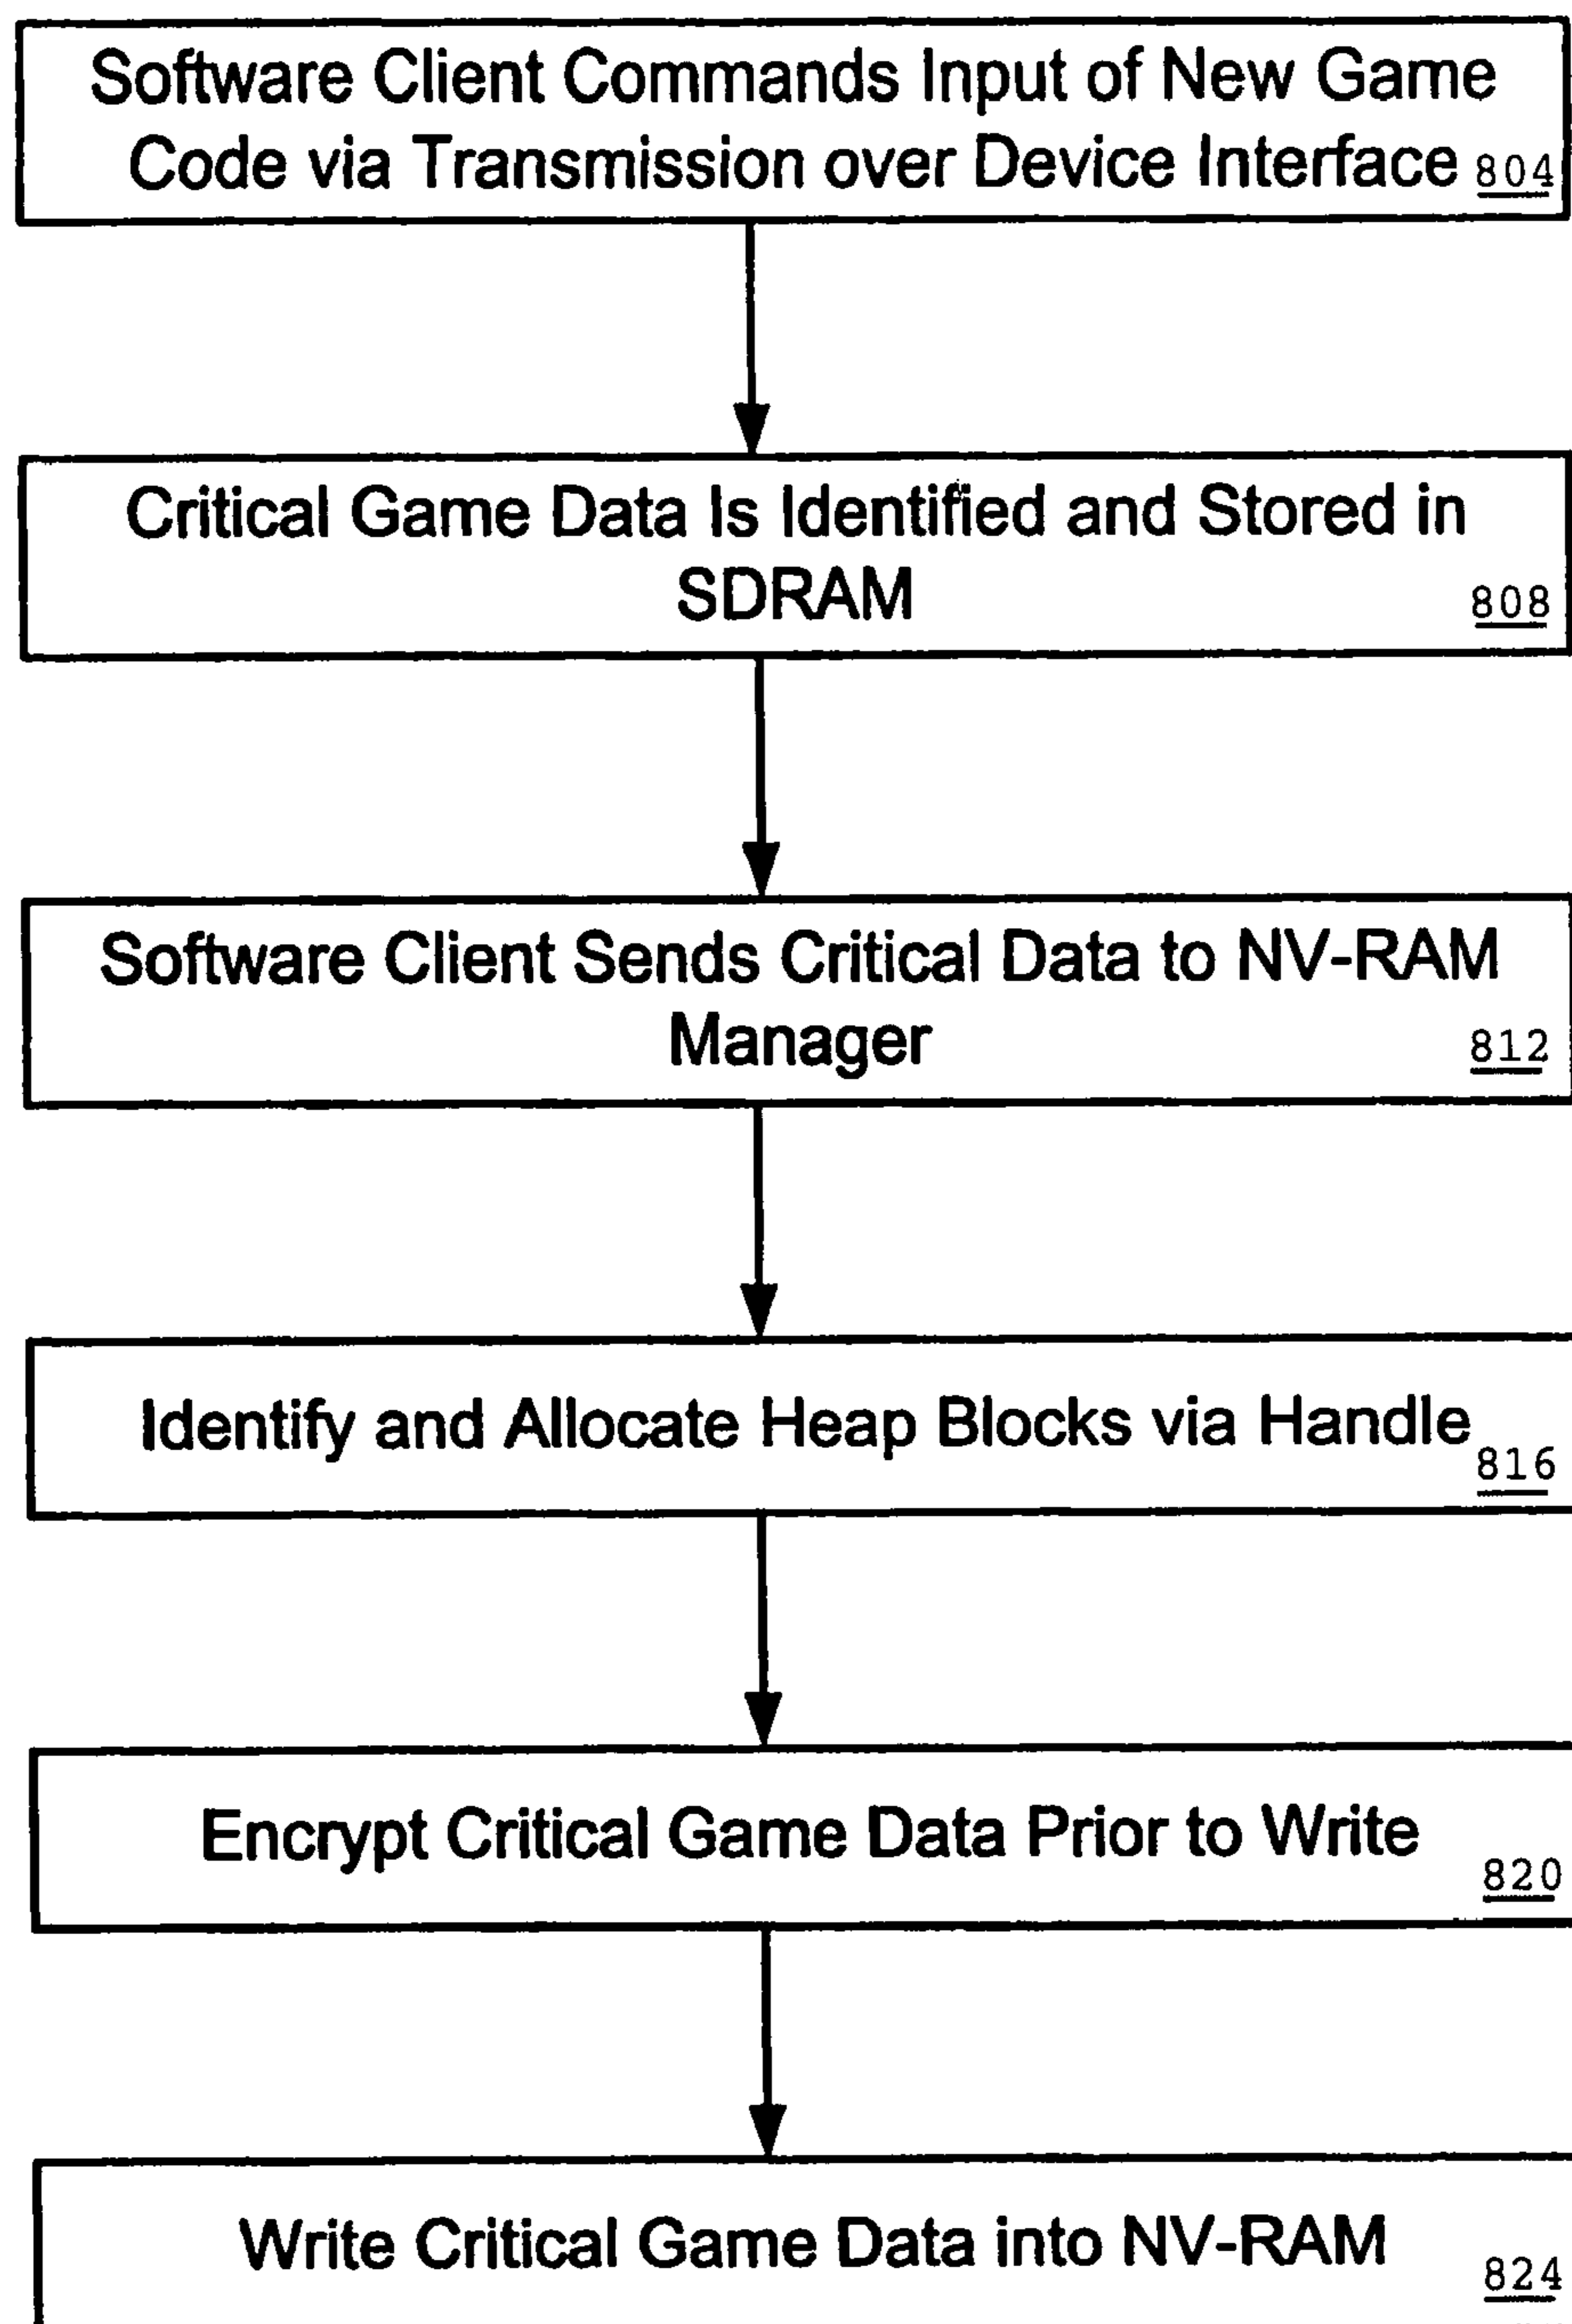 Software Client Commands Input of New Game
Code via Transmission over Device Interface 804
Critical Game Data Is Identified and Stored in
SDRAM
808
Software Client Sends Critical Data to NV-RAM
Manager
812
Identify and Allocate Heap Blocks via Handle
816
Encrypt Critical Game Data Prior to Write
820
Write Critical Game Data into NV-RAM
824